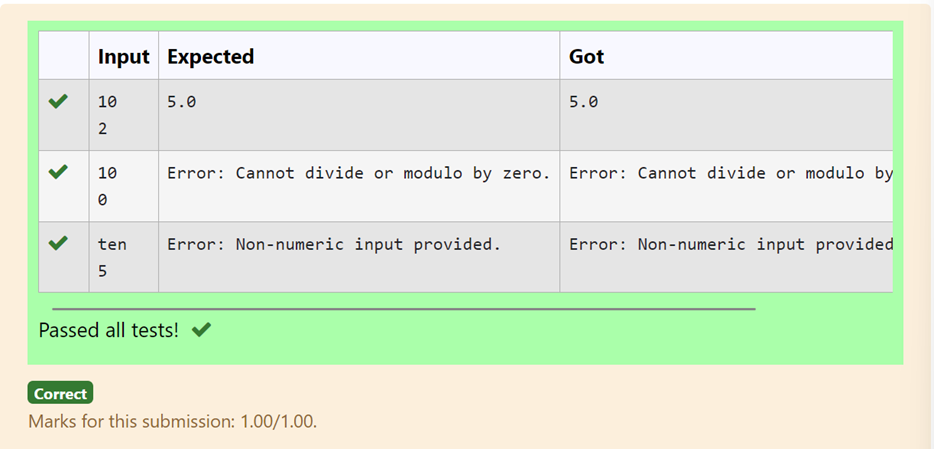 Input Expected Got
10 5.0 5.0
2
10 Error: Cannot divide or modulo by zero. Error: Cannot divide or modulo by
0
ten Error: Non-numeric input provided. Error: Non-numeric input provided
5
Passed all tests!
Correct
Marks for this submission: 1.00/1.00.